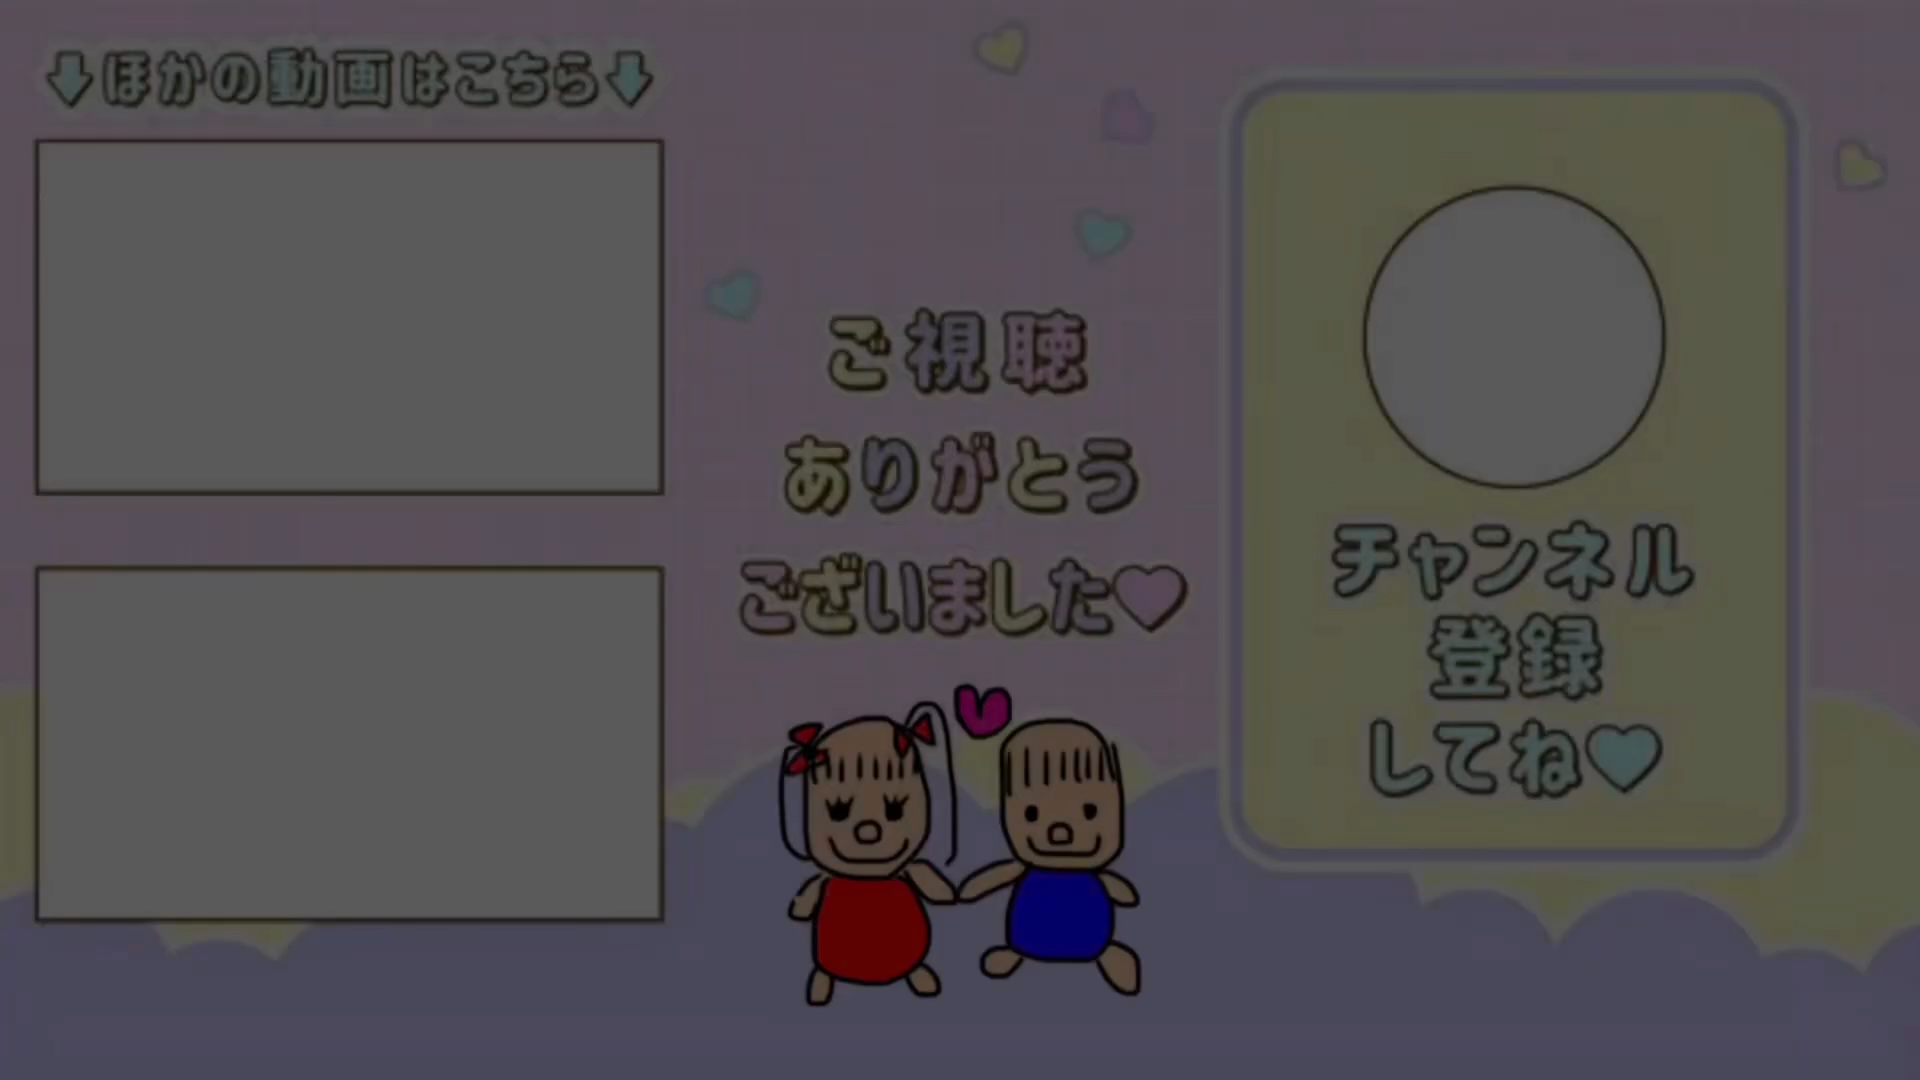 ↓ほかの動画はこちら↓
ご視聴
ありがとう
ございました♥
チャンネル
登録
してね♥